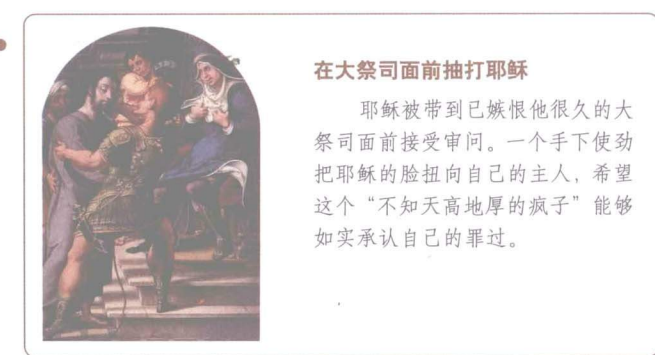 在大祭司面前抽打耶稣
耶稣被带到已嫉恨他很久的大
祭司面前接受审问。一个手下使劲
把耶稣的脸扭向自己的主人，希望
这个“不知天高地厚的疯子”能够
如实承认自己的罪过。